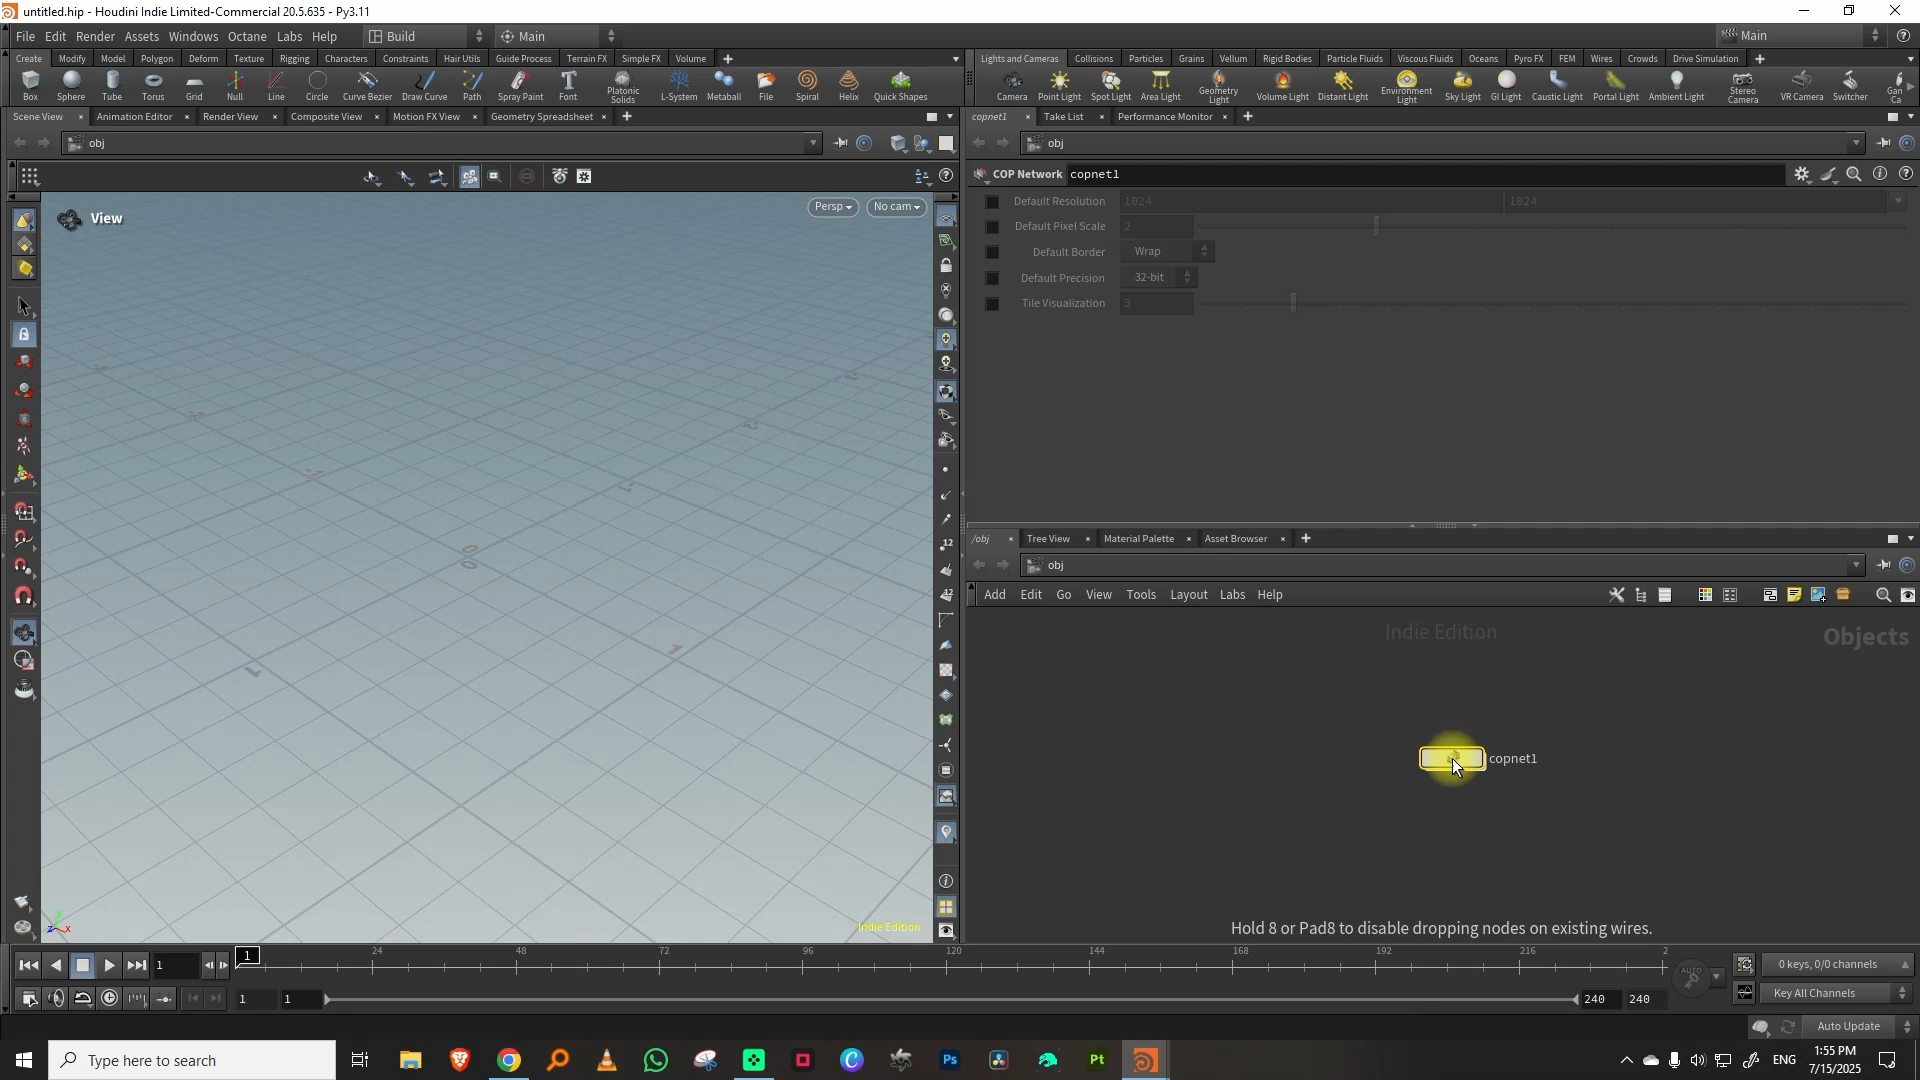 untitled.hip - Houdini Indie Limited-Commercial 20.5.635 - Py3.11
File Edit Render Assets Windows Octane Labs Help Build Main Main
Create Modify Model Polygon Deform Texture Rigging Characters Constraints Hair Utils Guide Process Terrain FX Simple FX Volume
Lights and Cameras Collisions Particles Grains Vellum Rigid Bodies Particle Fluids Viscous Fluids Oceans Pyro FX FEM Wires Crowds Drive Simulation
Box Sphere Tube Torus Grid Null Line Circle Curve Bezier Draw Curve Path Spray Paint Font Platonic Solids L-System Metaball File Spiral Helix Quick Shapes
Camera Point Light Spot Light Area Light Geometry Light Volume Light Distant Light Environment Light Sky Light GI Light Caustic Light Portal Light Ambient Light Stereo Camera VR Camera Switcher Gan Ca
Scene View Animation Editor Render View Composite View Motion FX View Geometry Spreadsheet
copnet1 Take List Performance Monitor
obj
obj
COP Network copnet1
Default Resolution 1024 1024
Default Pixel Scale 2
Default Border Wrap
Default Precision 32-bit
Tile Visualization 3
View
Persp
No cam
12
12
0
0
1
1
z x y
Indie Edition
/obj Tree View Material Palette Asset Browser
obj
Add Edit Go View Tools Layout Labs Help
Indie Edition
Objects
copnet1
Hold 8 or Pad8 to disable dropping nodes on existing wires.
1 1 24 48 72 96 120 144 168 192 216 2
AUTO
0 keys, 0/0 channels
1 1 240 240
Key All Channels
Auto Update
Type here to search
Ps Pt
ENG
1:55 PM
7/15/2025